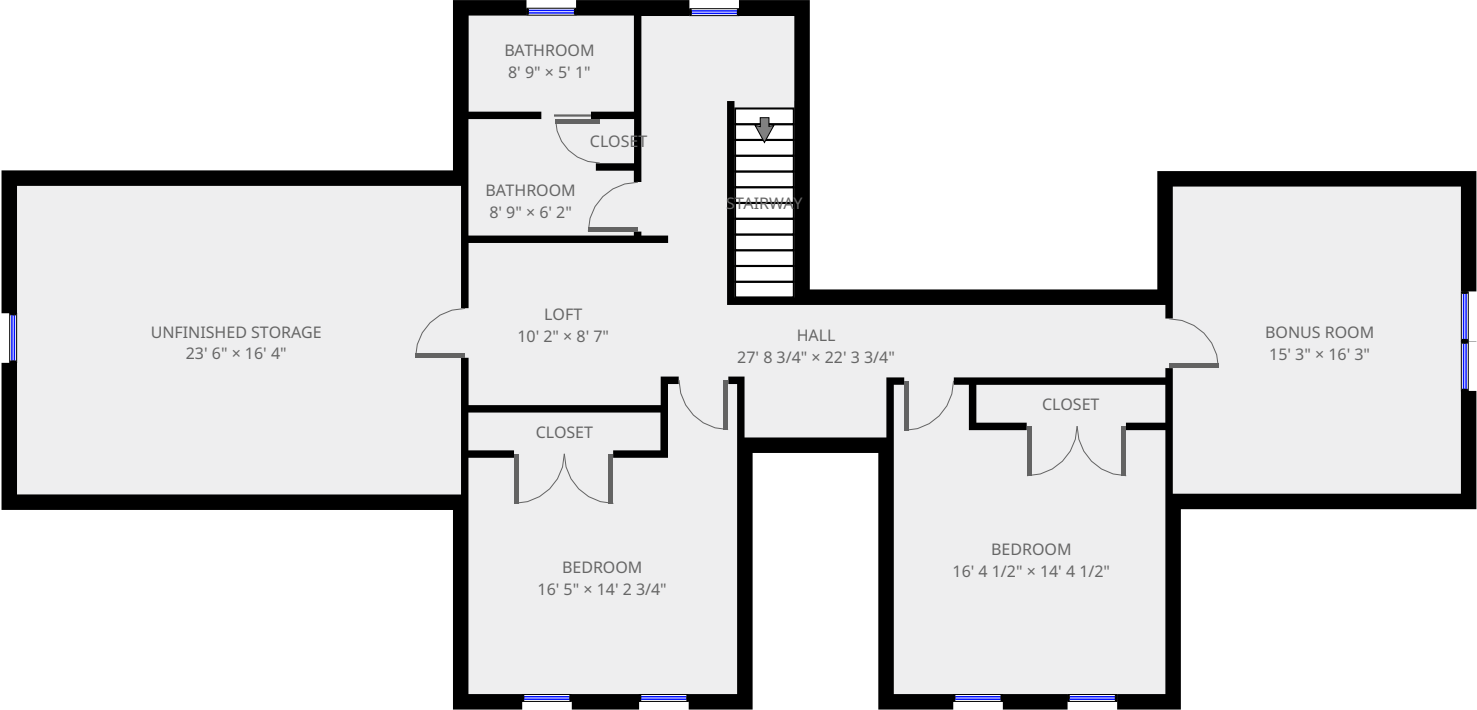 BATHROOM
8' 9" × 5' 1"
CLOSET
BATHROOM
8' 9" × 6' 2"
STAIRWAY
UNFINISHED STORAGE
23' 6" × 16' 4"
LOFT
10' 2" × 8' 7"
HALL
27' 8 3/4" × 22' 3 3/4"
BONUS ROOM
15' 3" × 16' 3"
CLOSET
CLOSET
BEDROOM
16' 5" × 14' 2 3/4"
BEDROOM
16' 4 1/2" × 14' 4 1/2"